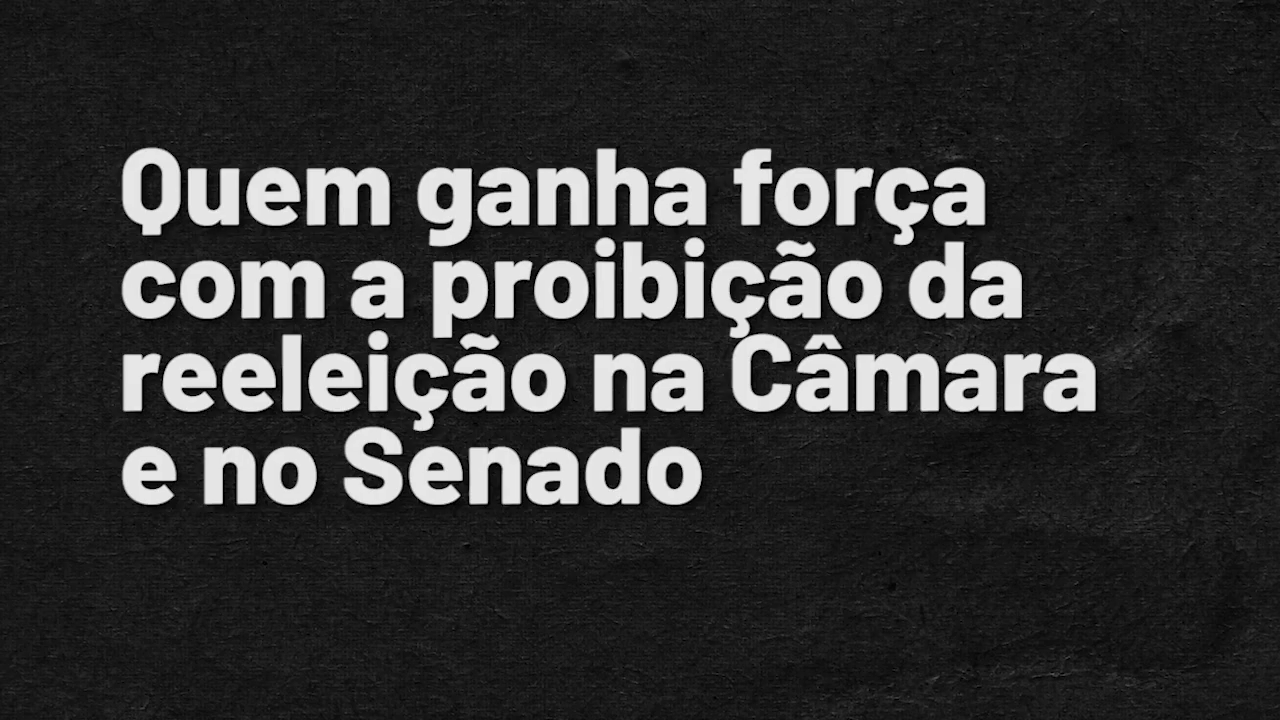 Quem ganha força
com a proibição da
reeleição na Câmara
e no Senado